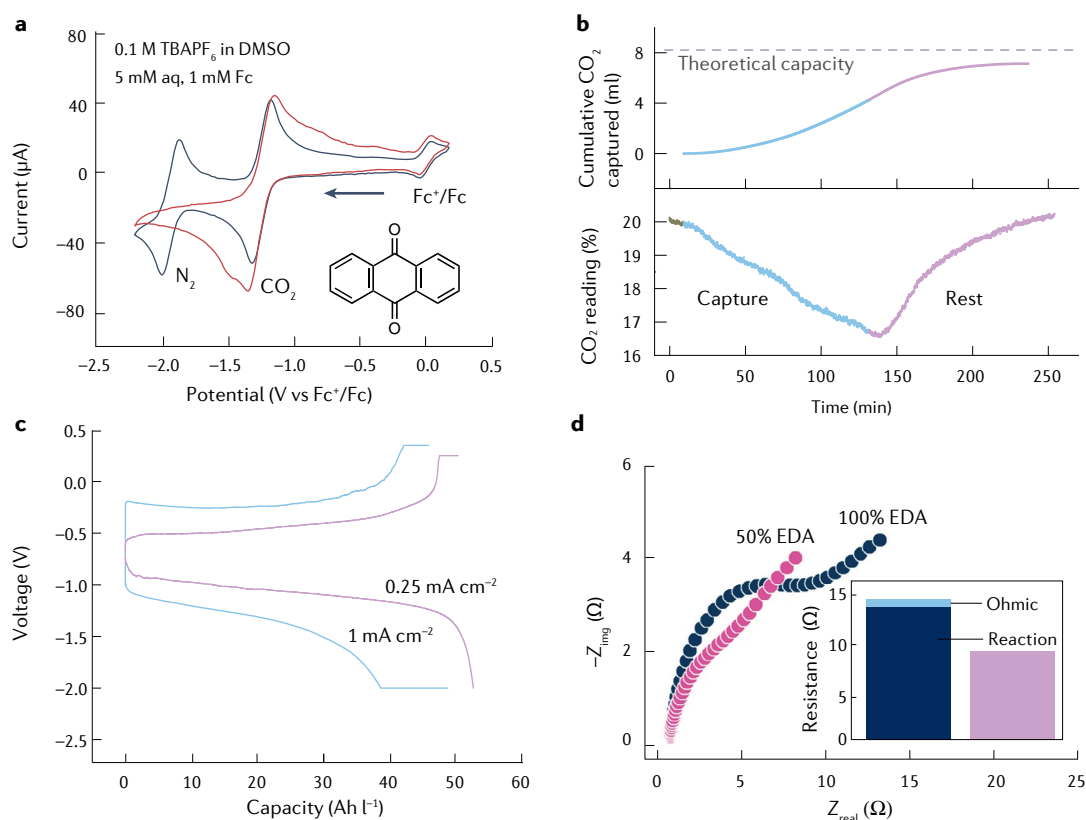 a
0.1 M TBAPF₆ in DMSO
5 mM aq, 1 mM Fc
80
40
0
−40
−80
Current (μA)
Fc⁺/Fc
N₂
CO₂
O
O
−2.5
−2.0
−1.5
−1.0
−0.5
0.0
0.5
Potential (V vs Fc⁺/Fc)
b
12
8
4
0
Cumulative CO₂
captured (ml)
Theoretical capacity
20
19
18
17
16
CO₂ reading (%)
Capture
Rest
0
50
100
150
200
250
Time (min)
c
0.5
0.0
−0.5
−1.0
−1.5
−2.0
−2.5
Voltage (V)
0.25 mA cm⁻²
1 mA cm⁻²
0
10
20
30
40
50
60
Capacity (Ah l⁻¹)
d
6
4
2
0
−Z_img (Ω)
50% EDA
100% EDA
15
10
5
0
Resistance (Ω)
Ohmic
Reaction
0
5
10
15
20
25
Z_real (Ω)